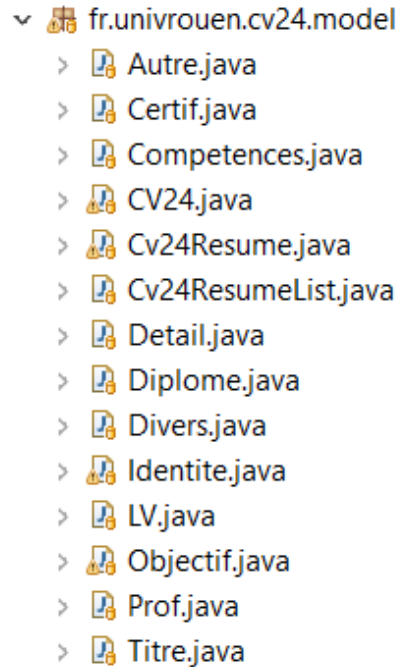 fr.univrouen.cv24.model
Autre.java
Certif.java
Competences.java
CV24.java
Cv24Resume.java
Cv24ResumeList.java
Detail.java
Diplome.java
Divers.java
Identite.java
LV.java
Objectif.java
Prof.java
Titre.java